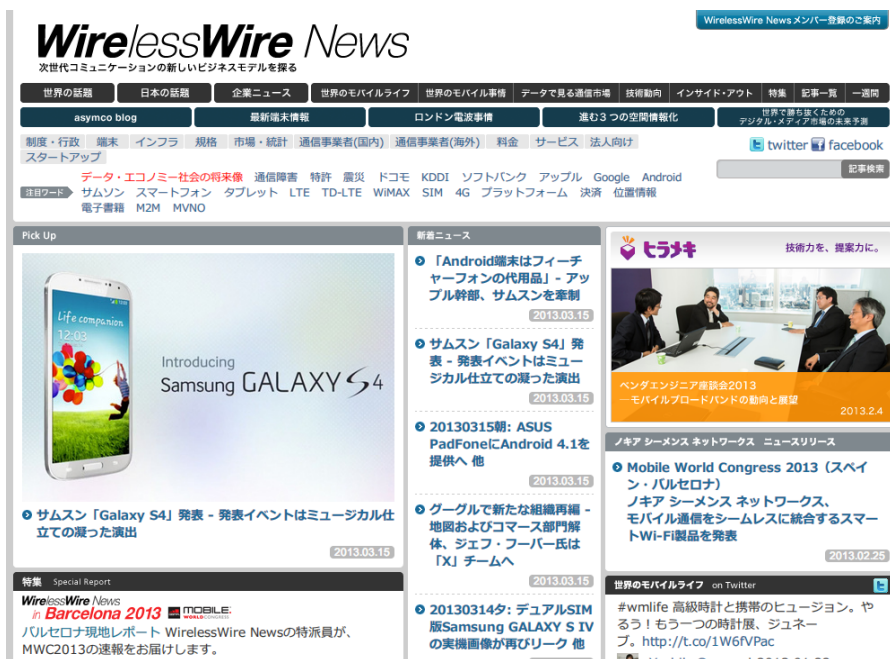 WirelessWire News メンバー登録のご案内
WirelessWire News
次世代コミュニケーションの新しいビジネスモデルを探る
世界の話題 日本の話題 企業ニュース 世界のモバイルライフ 世界のモバイル事情 データで見る通信市場 技術動向 インサイド・アウト 特集 記事一覧 一週間
asymco blog 最新端末情報 ロンドン電波事情 進む3つの空間情報化 世界で勝ち抜くための
デジタル・メディア市場の未来予測
制度・行政 端末 インフラ 規格 市場・統計 通信事業者(国内) 通信事業者(海外) 料金 サービス 法人向け
スタートアップ
twitter facebook
記事検索
注目ワード
データ・エコノミー社会の将来像 通信障害 特許 震災 ドコモ KDDI ソフトバンク アップル Google Android
サムソン スマートフォン タブレット LTE TD-LTE WiMAX SIM 4G プラットフォーム 決済 位置情報
電子書籍 M2M MVNO
Pick Up
Life companion
12:03
Introducing
Samsung GALAXY S4
サムスン「Galaxy S4」発表 - 発表イベントはミュージカル仕
立ての凝った演出
2013.03.15
特集 Special Report
WirelessWire News
in Barcelona 2013 MOBILE
WORLD CONGRESS
バルセロナ現地レポート WirelessWire Newsの特派員が、
MWC2013の速報をお届けします。
新着ニュース
「Android端末はフィーチ
ャーフォンの代用品」- アッ
プル幹部、サムスンを牽制
2013.03.15
サムスン「Galaxy S4」発
表 - 発表イベントはミュー
ジカル仕立ての凝った演出
2013.03.15
20130315朝: ASUS
PadFoneにAndroid 4.1を
提供へ 他
2013.03.15
グーグルで新たな組織再編 -
地図およびコマース部門解
体、ジェフ・フーバー氏は
「X」チームへ
2013.03.15
20130314夕: デュアルSIM
版Samsung GALAXY S IV
の実機画像が再びリーク 他
ヒラメキ
技術力を、提案力に。
ベンダエンジニア座談会2013
―モバイルブロードバンドの動向と展望
2013.2.4
ノキア シーメンス ネットワークス ニュースリリース
Mobile World Congress 2013（スペイ
ン・バルセロナ）
ノキア シーメンス ネットワークス、
モバイル通信をシームレスに統合するスマー
トWi-Fi製品を発表
2013.02.25
世界のモバイルライフ on Twitter
#wmlife 高級時計と携帯のヒュージョン。や
るう！もう一つの時計展、ジュネー
ブ。http://t.co/1W6fVPac